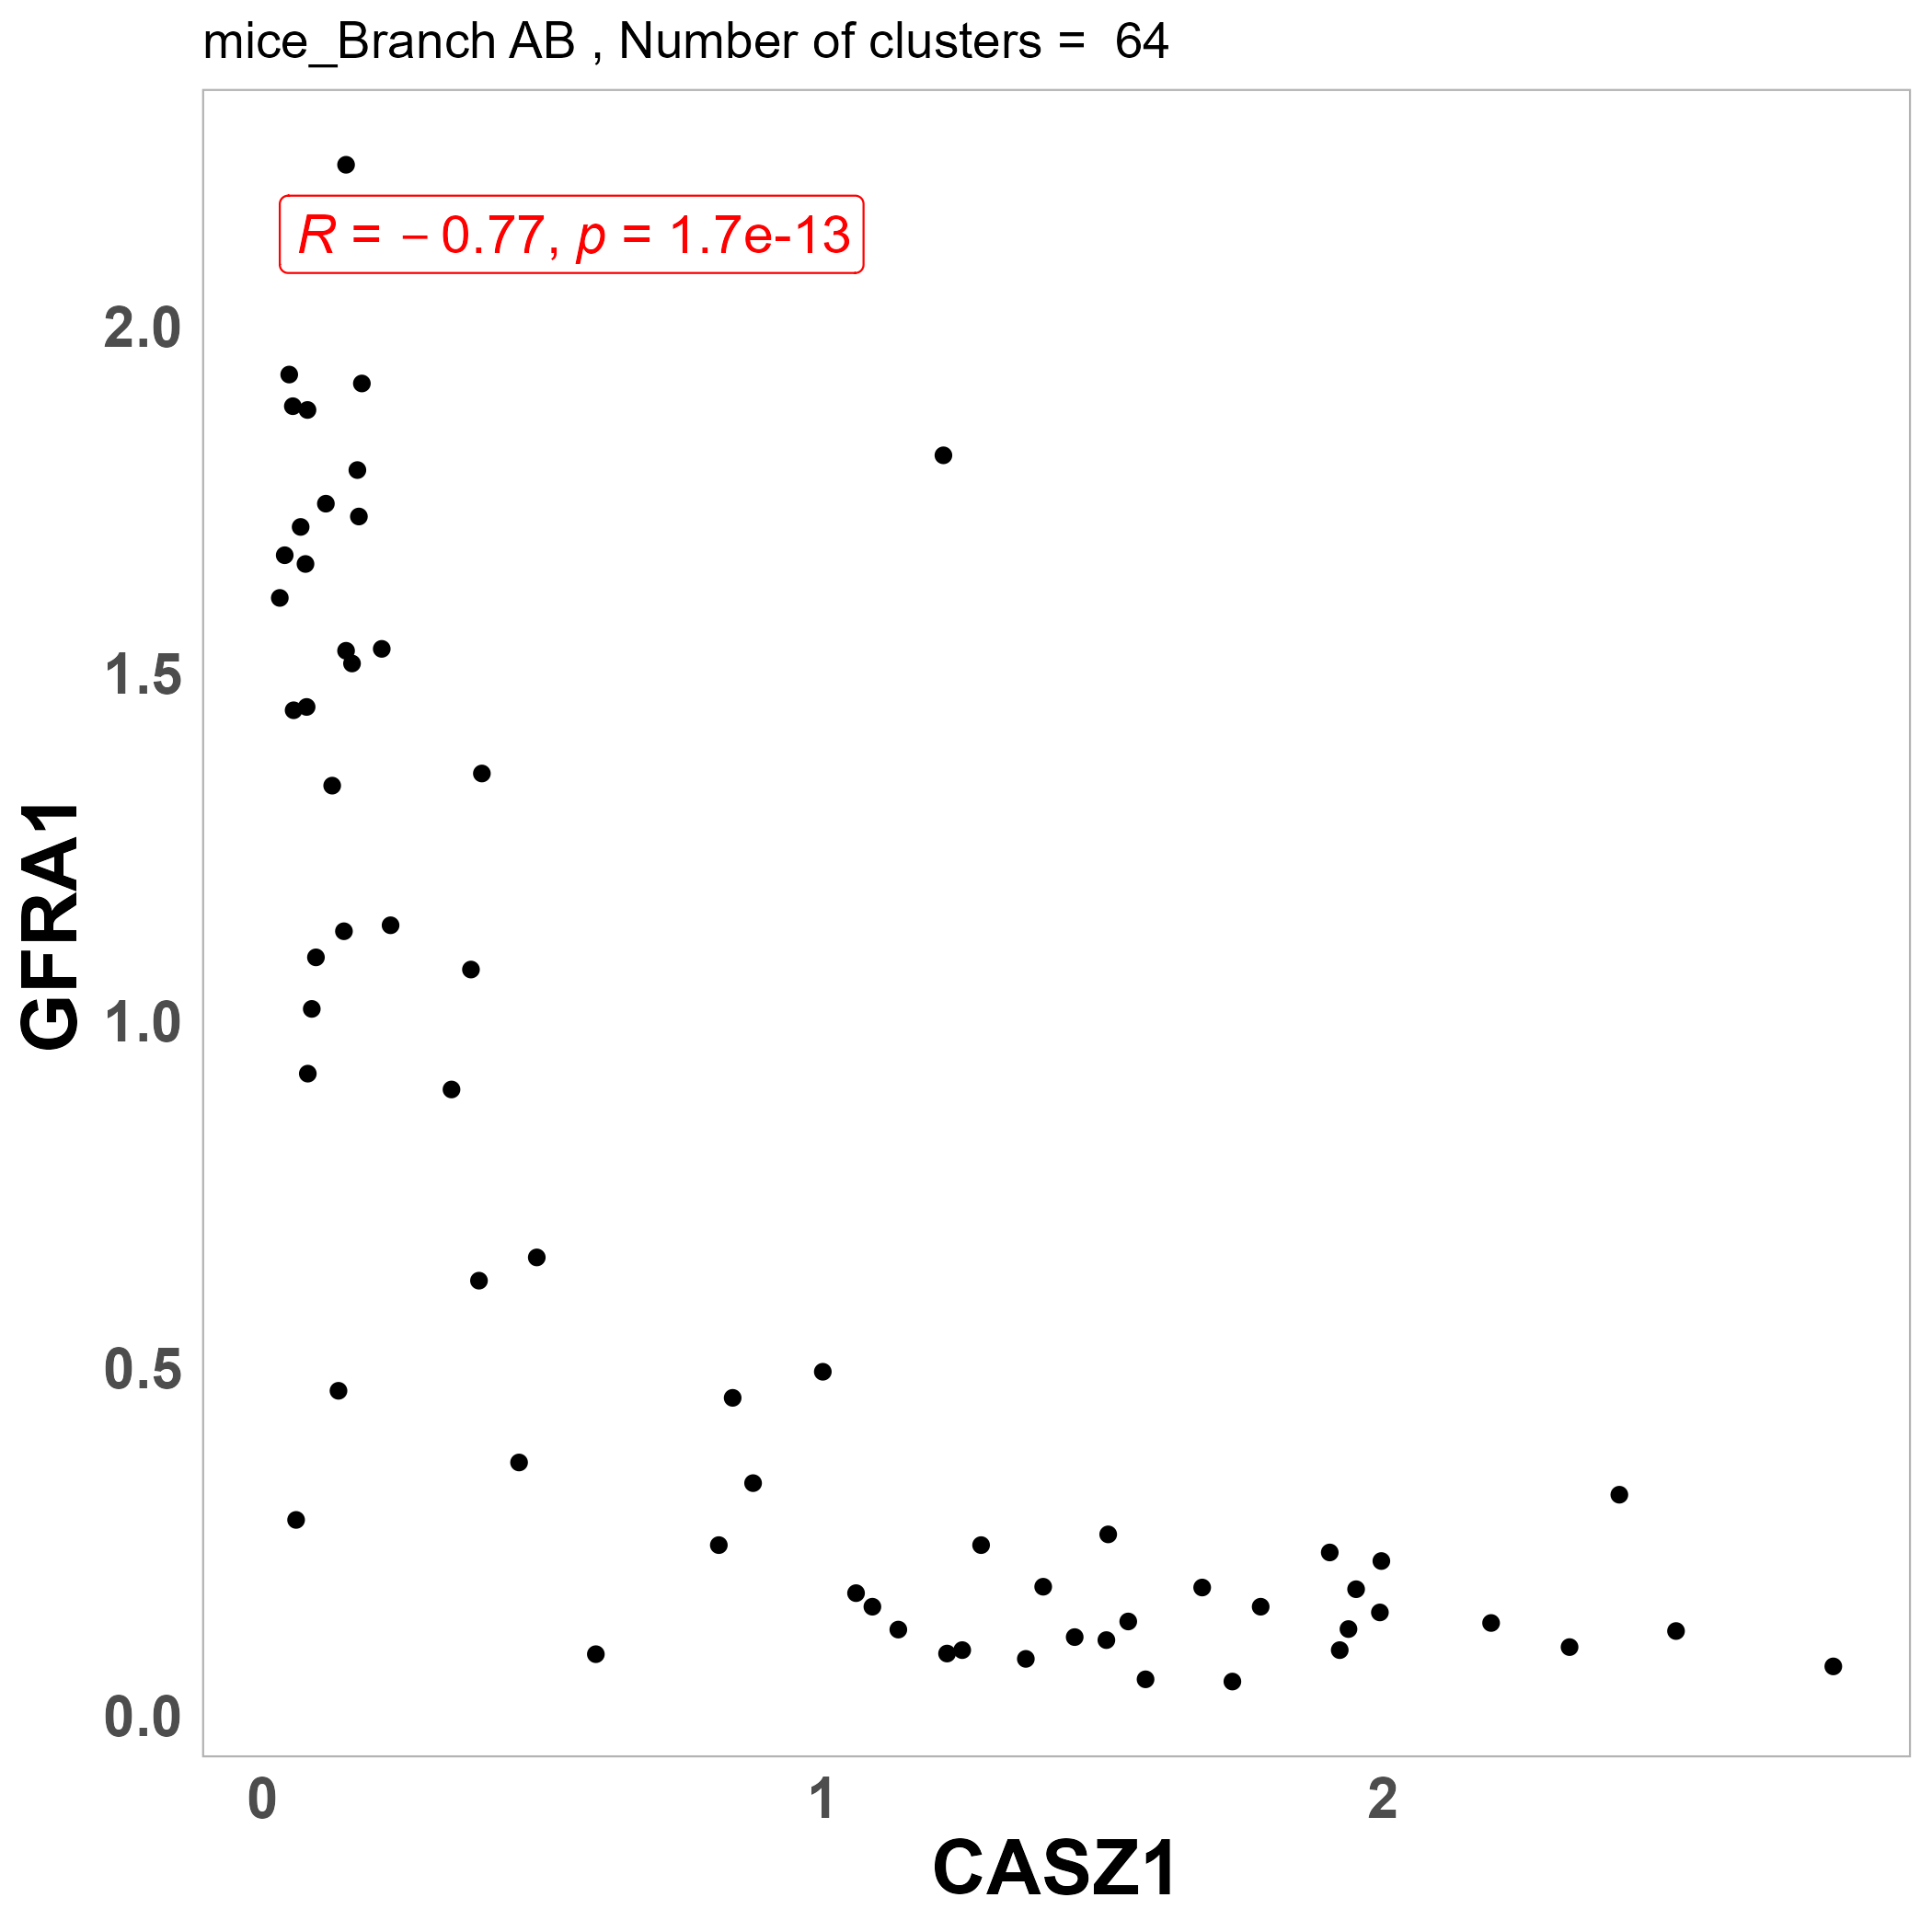 mice_Branch AB , Number of clusters =  64
R = − 0.77, p = 1.7e-13
2.0
1.5
1.0
0.5
0.0
GFRA1
0 1 2
CASZ1